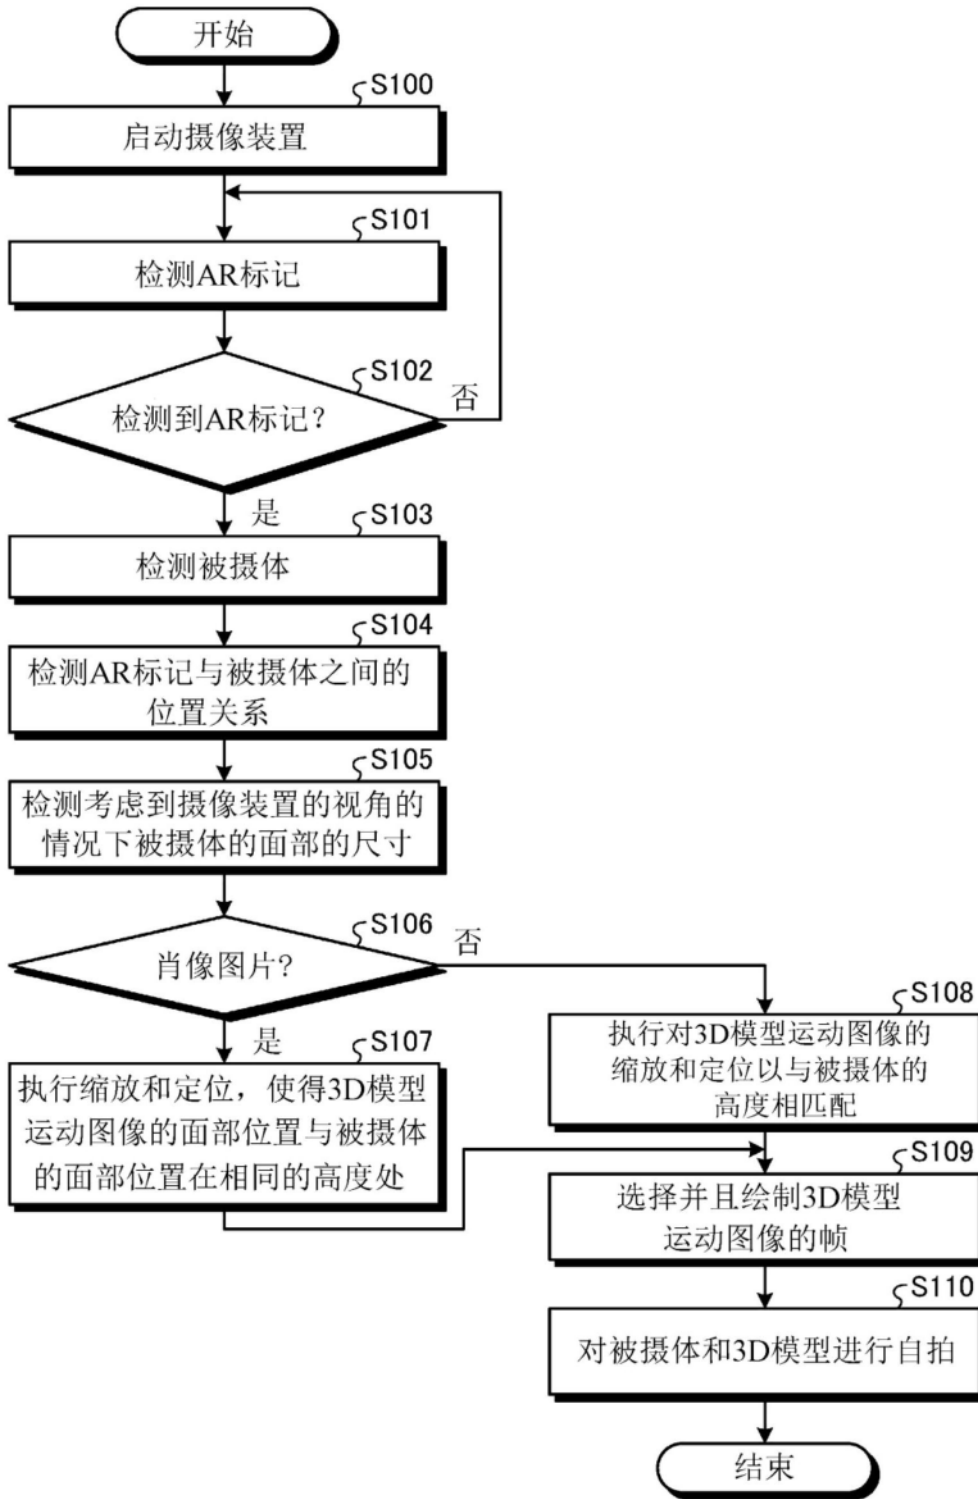 开始
S100
启动摄像装置
S101
检测AR标记
S102
检测到AR标记?
否
是
S103
检测被摄体
S104
检测AR标记与被摄体之间的
位置关系
S105
检测考虑到摄像装置的视角的
情况下被摄体的面部的尺寸
S106
肖像图片?
否
是
S107
执行缩放和定位，使得3D模型
运动图像的面部位置与被摄体
的面部位置在相同的高度处
S108
执行对3D模型运动图像的
缩放和定位以与被摄体的
高度相匹配
S109
选择并且绘制3D模型
运动图像的帧
S110
对被摄体和3D模型进行自拍
结束